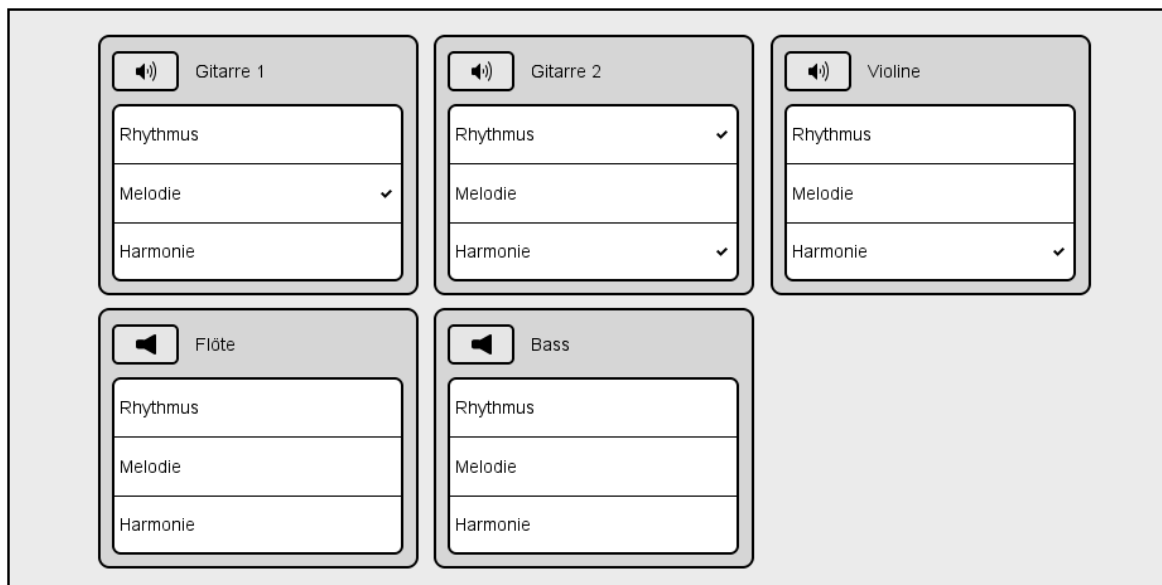 Gitarre 1
Rhythmus
Melodie
Harmonie
Gitarre 2
Rhythmus
Melodie
Harmonie
Violine
Rhythmus
Melodie
Harmonie
Flöte
Rhythmus
Melodie
Harmonie
Bass
Rhythmus
Melodie
Harmonie